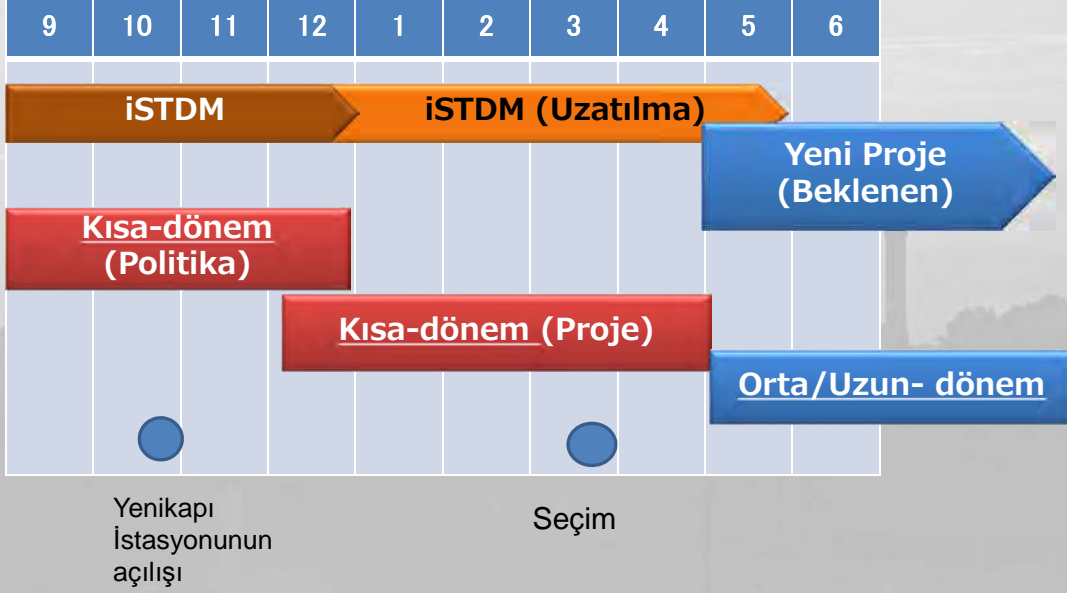 9 10 11 12 1 2 3 4 5 6
iSTDM
iSTDM (Uzatılma)
Yeni Proje
(Beklenen)
Kısa-dönem
(Politika)
Kısa-dönem (Proje)
Orta/Uzun- dönem
Yenikapı
İstasyonunun
açılışı
Seçim